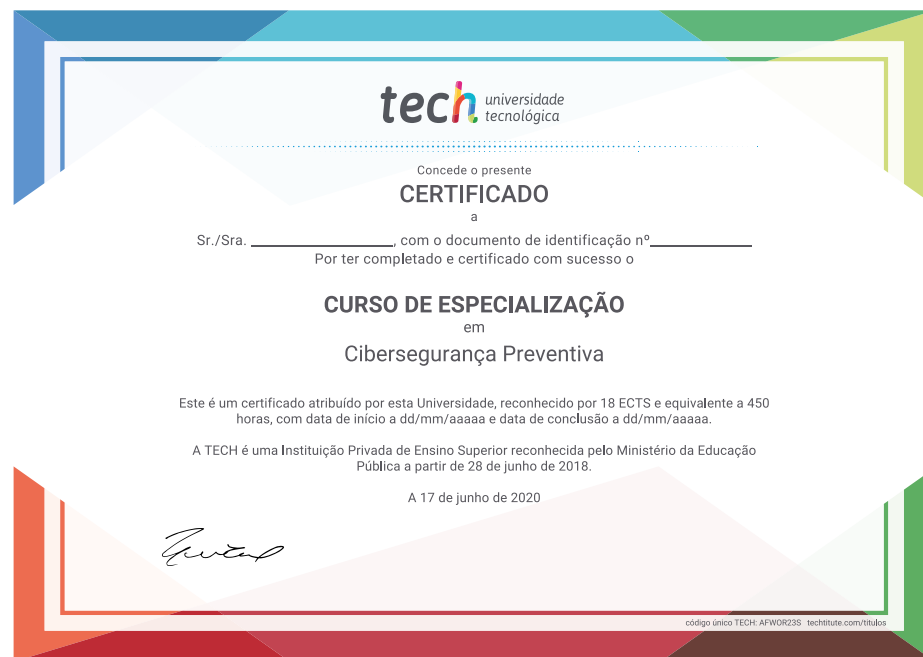 tech universidade
tecnológica
Concede o presente
CERTIFICADO
a
Sr./Sra. ________________, com o documento de identificação nº____________
Por ter completado e certificado com sucesso o
CURSO DE ESPECIALIZAÇÃO
em
Cibersegurança Preventiva
Este é um certificado atribuído por esta Universidade, reconhecido por 18 ECTS e equivalente a 450
horas, com data de início a dd/mm/aaaaa e data de conclusão a dd/mm/aaaaa.
A TECH é uma Instituição Privada de Ensino Superior reconhecida pelo Ministério da Educação
Pública a partir de 28 de junho de 2018.
A 17 de junho de 2020
código único TECH: AFWOR23S techtitute.com/titulos